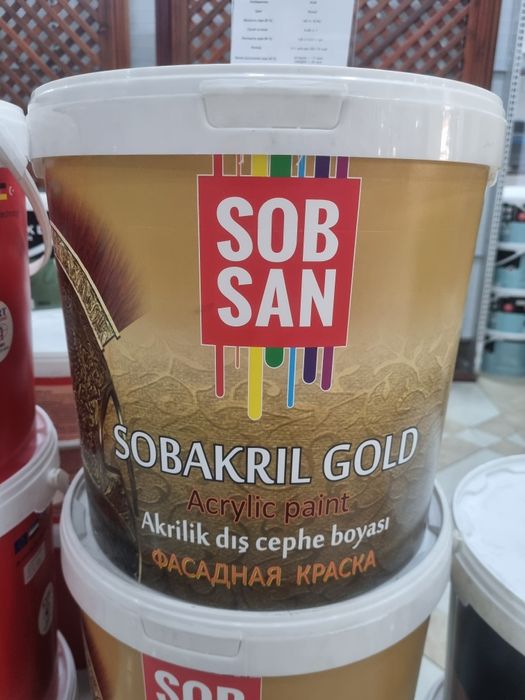 SOB
SAN
SOBAKRIL GOLD
Acrylic paint
Akrilik dış cephe boyası
ФАСАДНАЯ КРАСКА
SOB